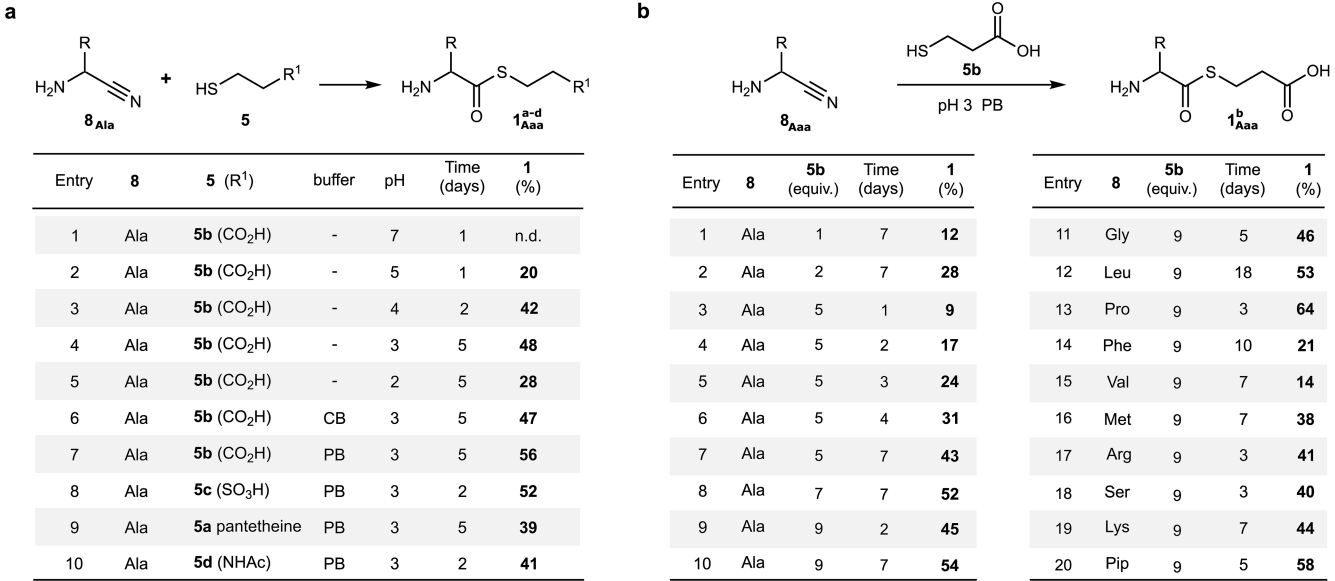 a
R
H₂N
N
8Ala
+
HS
R¹
5
R
H₂N
S
O
R¹
1 a-d Aaa
Entry 8 5 (R¹) buffer pH Time (days) 1 (%)
1 Ala 5b (CO₂H) - 7 1 n.d.
2 Ala 5b (CO₂H) - 5 1 20
3 Ala 5b (CO₂H) - 4 2 42
4 Ala 5b (CO₂H) - 3 5 48
5 Ala 5b (CO₂H) - 2 5 28
6 Ala 5b (CO₂H) CB 3 5 47
7 Ala 5b (CO₂H) PB 3 5 56
8 Ala 5c (SO₃H) PB 3 2 52
9 Ala 5a pantetheine PB 3 5 39
10 Ala 5d (NHAc) PB 3 2 41
b
R
H₂N
N
8Aaa
O
HS
OH
5b
pH 3 PB
R
H₂N
S
O
OH
O
1 b Aaa
Entry 8 5b (equiv.) Time (days) 1 (%)
1 Ala 1 7 12
2 Ala 2 7 28
3 Ala 5 1 9
4 Ala 5 2 17
5 Ala 5 3 24
6 Ala 5 4 31
7 Ala 5 7 43
8 Ala 7 7 52
9 Ala 9 2 45
10 Ala 9 7 54
Entry 8 5b (equiv.) Time (days) 1 (%)
11 Gly 9 5 46
12 Leu 9 18 53
13 Pro 9 3 64
14 Phe 9 10 21
15 Val 9 7 14
16 Met 9 7 38
17 Arg 9 3 41
18 Ser 9 3 40
19 Lys 9 7 44
20 Pip 9 5 58